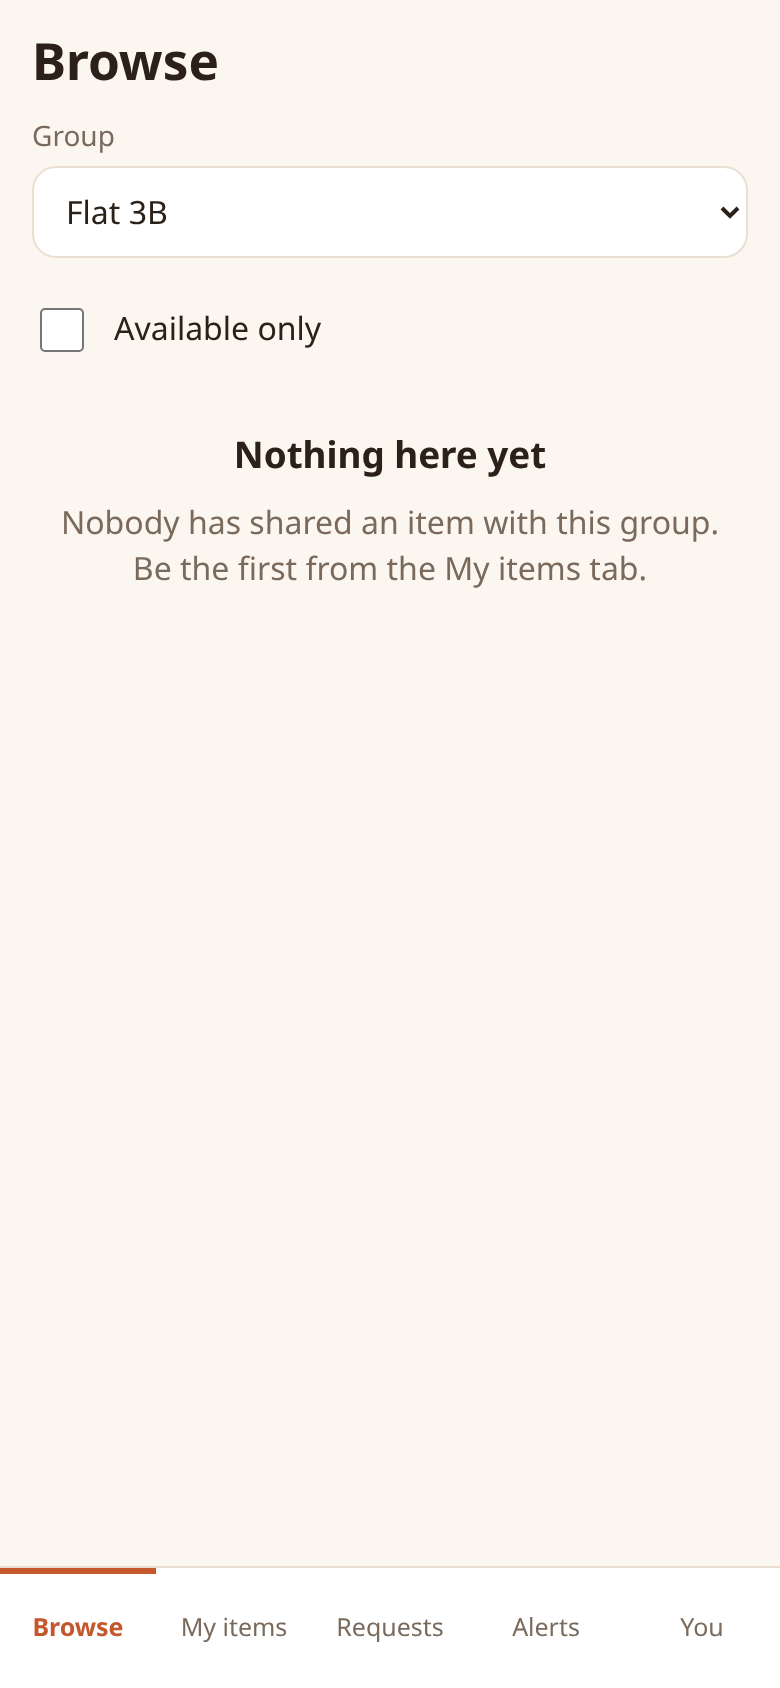 Browse
Group
Flat 3B
Available only
Nothing here yet
Nobody has shared an item with this group.
Be the first from the My items tab.
Browse
My items
Requests
Alerts
You